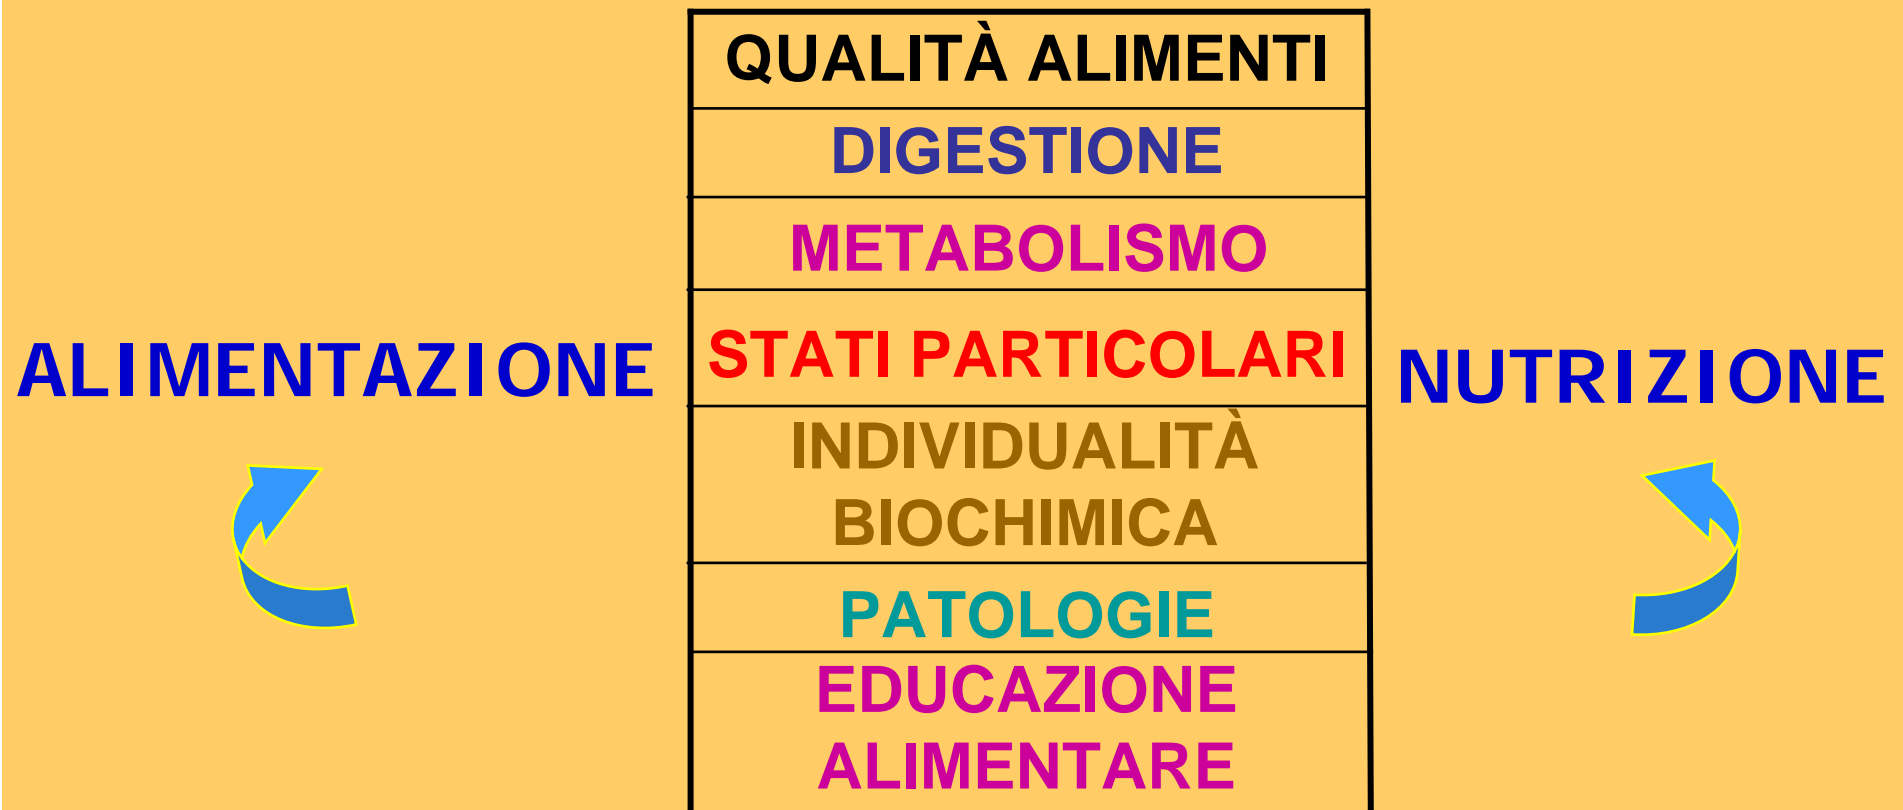 QUALITÀ ALIMENTI
DIGESTIONE
METABOLISMO
ALIMENTAZIONE
STATI PARTICOLARI
NUTRIZIONE
INDIVIDUALITÀ
BIOCHIMICA
PATOLOGIE
EDUCAZIONE
ALIMENTARE